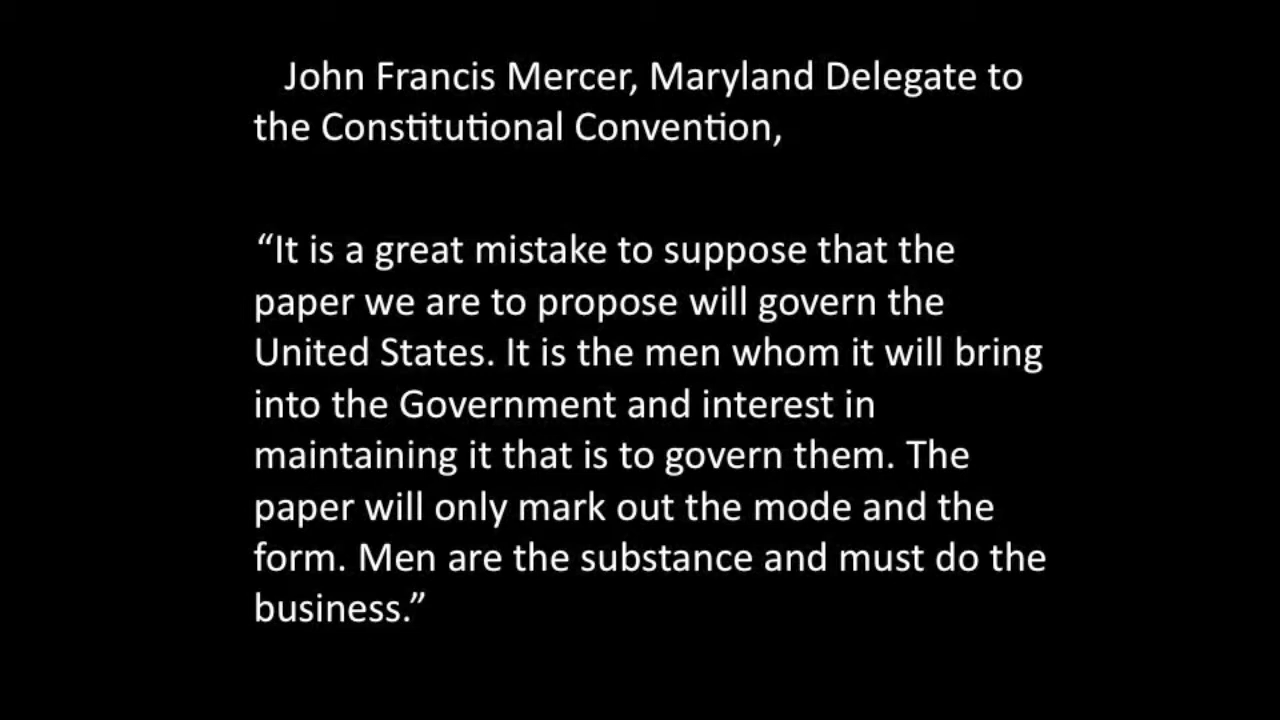 John Francis Mercer, Maryland Delegate to
the Constitutional Convention,
“It is a great mistake to suppose that the
paper we are to propose will govern the
United States. It is the men whom it will bring
into the Government and interest in
maintaining it that is to govern them. The
paper will only mark out the mode and the
form. Men are the substance and must do the
business.”